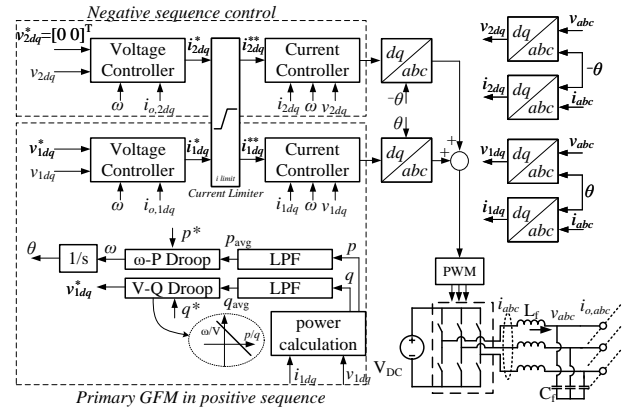 Negative sequence control
v*2dq=[0 0]ᵀ
v2dq
Voltage
Controller
ω
io,2dq
i*2dq
i**2dq
Current
Controller
i2dq
ω
v2dq
dq
abc
-θ
θ
v2dq
dq
abc
vabc
-θ
i2dq
dq
abc
iabc
v*1dq
v1dq
Voltage
Controller
ω
io,1dq
i*1dq
i limit
Current Limiter
i**1dq
Current
Controller
i1dq
ω
v1dq
dq
abc
+
+
v1dq
dq
abc
vabc
θ
i1dq
dq
abc
iabc
p*
θ
1/s
ω
ω-P Droop
pavg
LPF
p
v*1dq
V-Q Droop
qavg
LPF
q
q*
ω/V
p/q
power
calculation
i1dq
v1dq
Primary GFM in positive sequence
PWM
VDC
iabc
Lf
vabc
io,abc
Cf